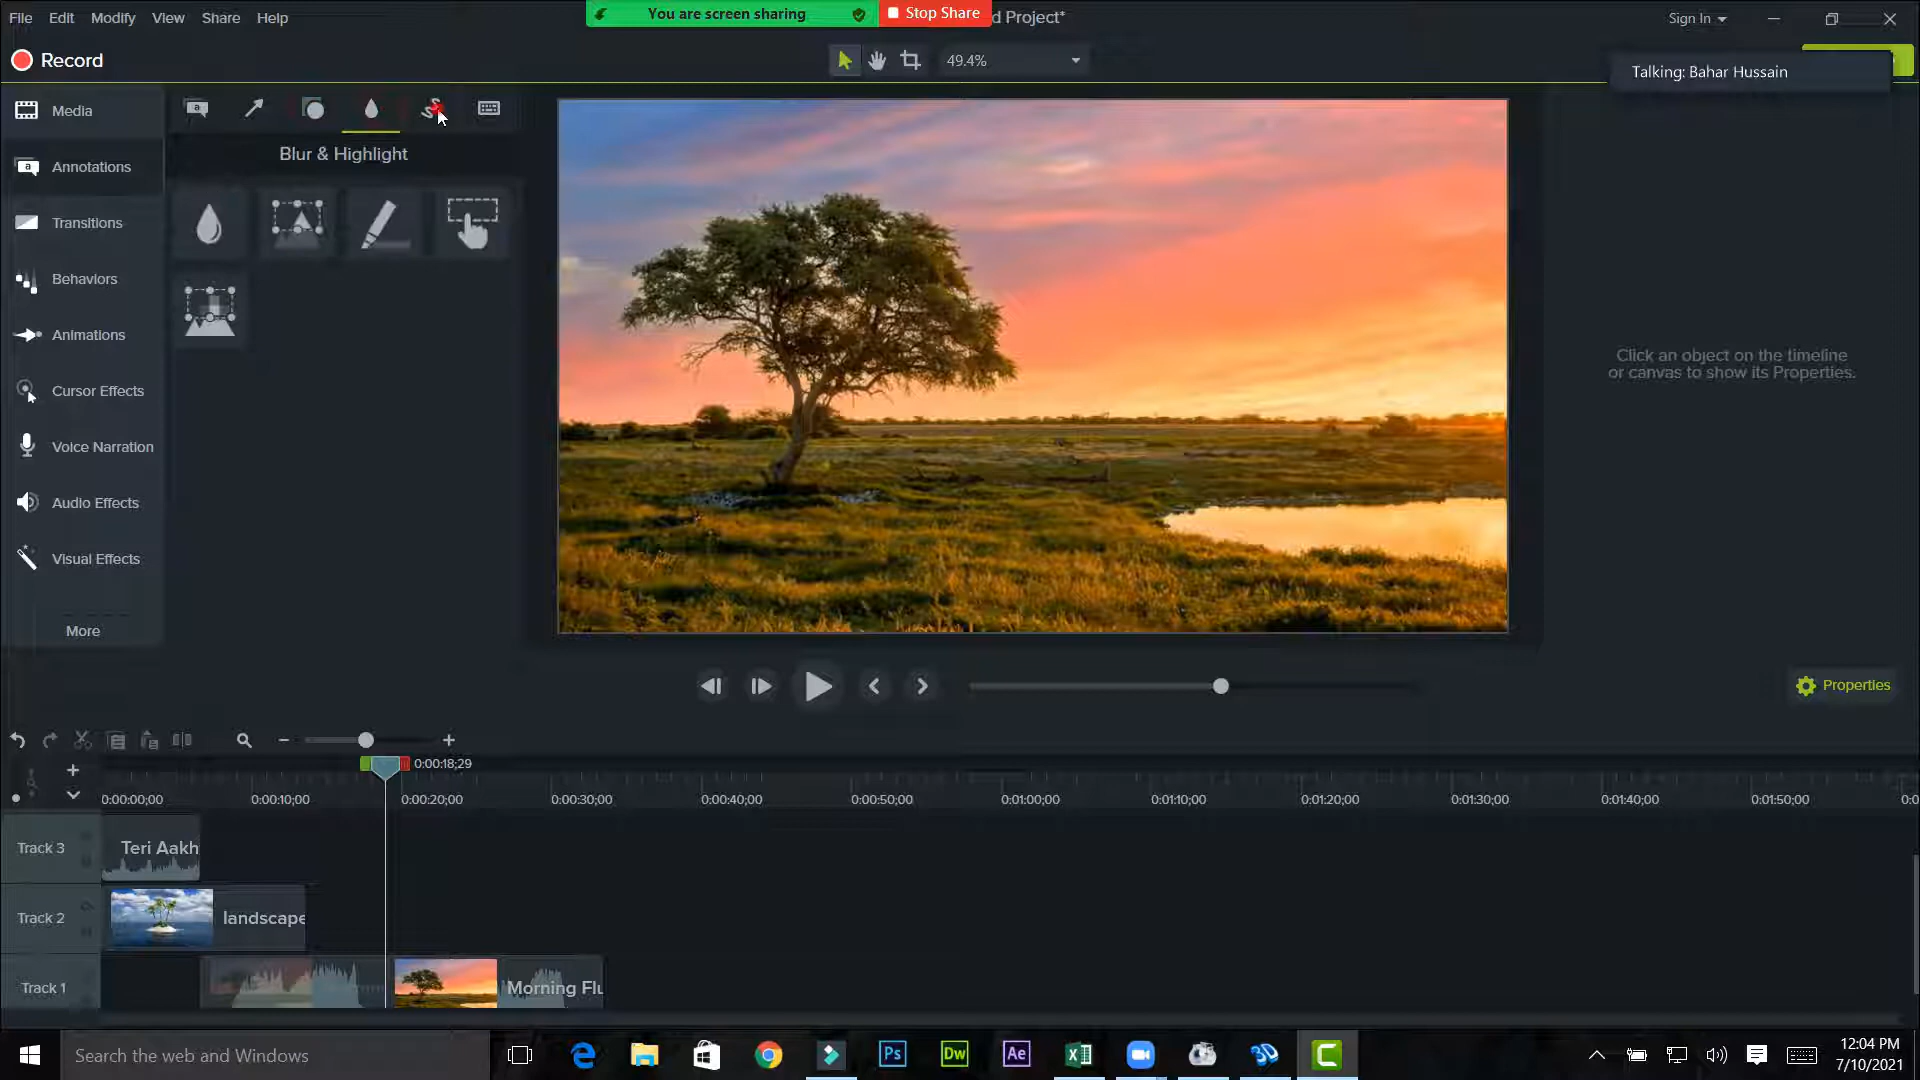 File Edit Modify View Share Help
You are screen sharing
Stop Share
d Project*
Sign In
Record
49.4%
Talking: Bahar Hussain
Media
Annotations
Transitions
Behaviors
Animations
Cursor Effects
Voice Narration
Audio Effects
Visual Effects
More
a
a
Blur & Highlight
Click an object on the timeline
or canvas to show its Properties.
Properties
0:00:18;29
0:00:00;00 0:00:10;00 0:00:20;00 0:00:30;00 0:00:40;00 0:00:50;00 0:01:00;00 0:01:10;00 0:01:20;00 0:01:30;00 0:01:40;00 0:01:50;00 0:0
Track 3
Teri Aakh
Track 2
landscape
Track 1
Morning Flu
Search the web and Windows
Ps
Dw
Ae
12:04 PM
7/10/2021